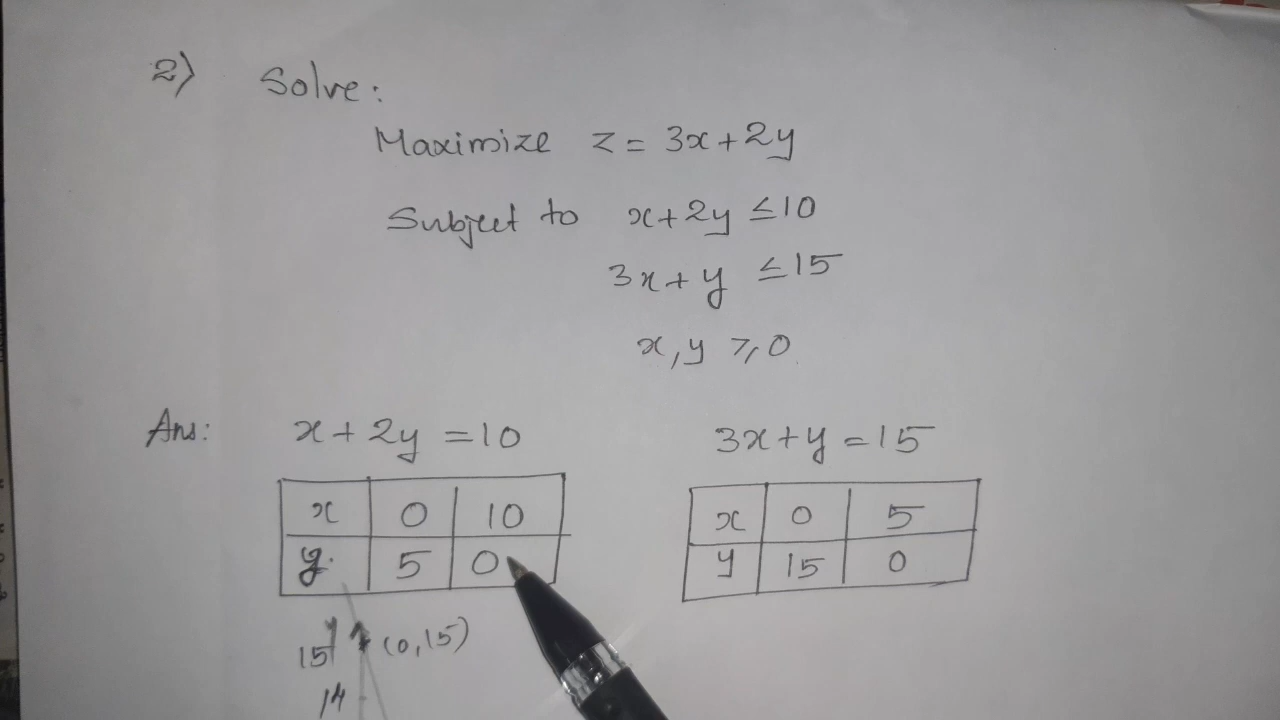 2) Solve:
Maximize z = 3x+2y
Subject to x+2y ≤10
3x+y ≤15
x,y ≥0
Ans: x+2y =10 3x+y =15
x 0 10 x 0 5
y 5 0 y 15 0
y
15 (0,15)
14